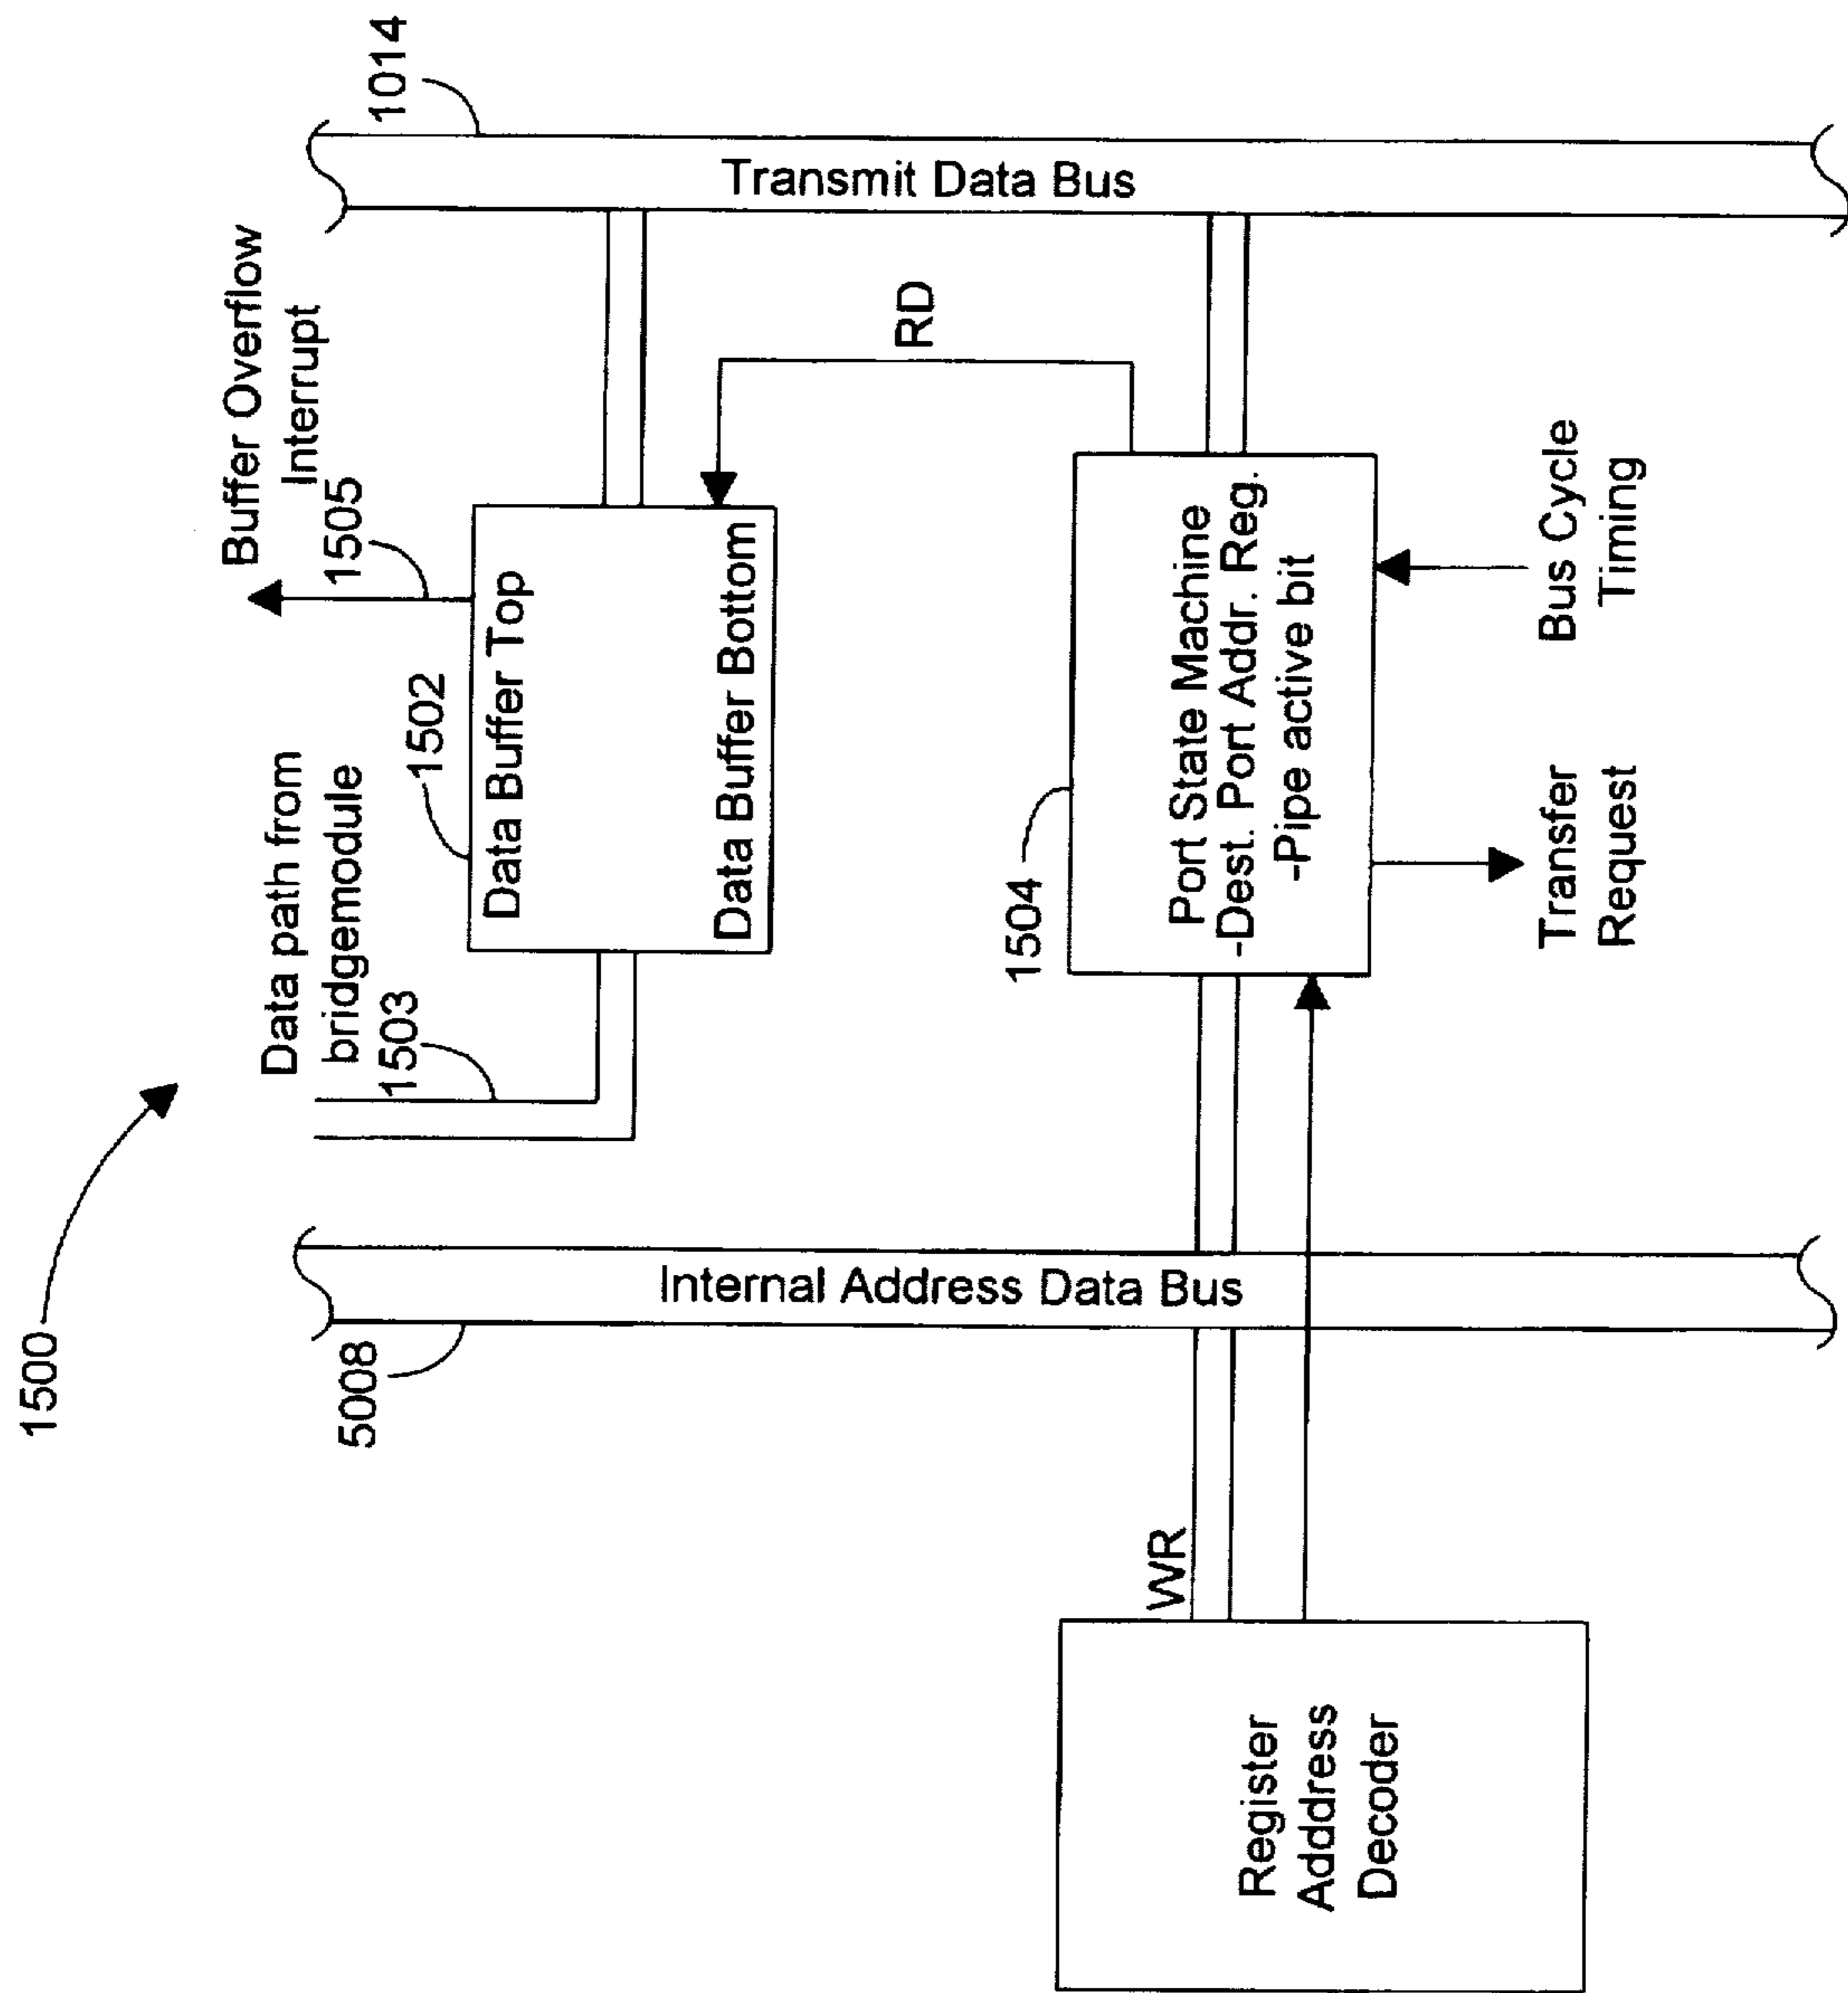 1500
5008
Internal Address Data Bus
Data path from
bridgemodule
1503
1502
Data Buffer Top
Data Buffer Bottom
Buffer Overflow
Interrupt
1505
1014
Transmit Data Bus
RD
1504
Port State Machine
-Dest. Port Addr. Reg.
-Pipe active bit
Transfer
Request
Bus Cycle
Timing
WR
Register
Adddress
Decoder